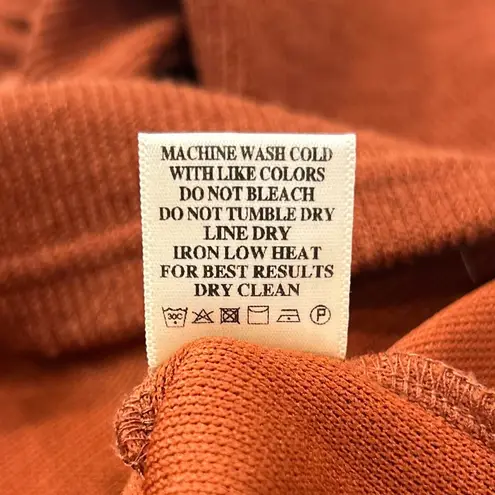 MACHINE WASH COLD
WITH LIKE COLORS
DO NOT BLEACH
DO NOT TUMBLE DRY
LINE DRY
IRON LOW HEAT
FOR BEST RESULTS
DRY CLEAN
30C P